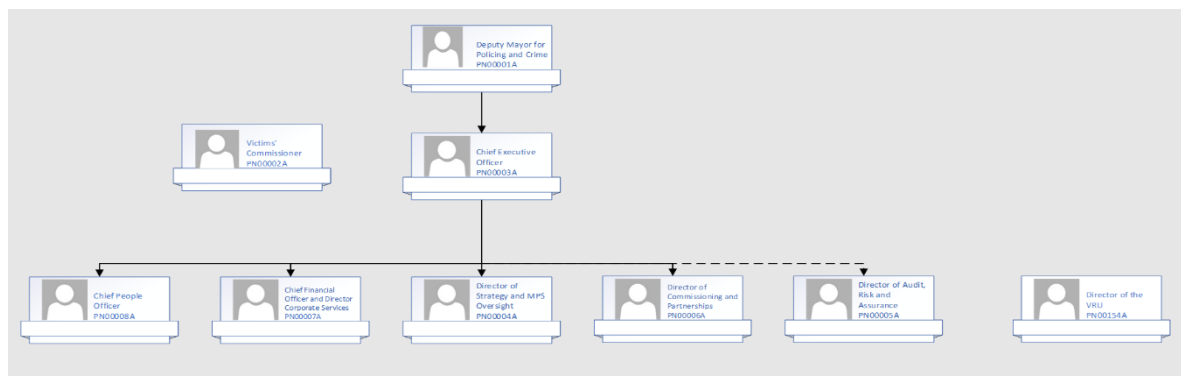 Deputy Mayor for
Policing and Crime
PN00001A
Victims'
Commissioner
PN00002A
Chief Executive
Officer
PN00003A
Chief People
Officer
PN00008A
Chief Financial
Officer and Director
Corporate Services
PN00007A
Director of
Strategy and MPS
Oversight
PN00004A
Director of
Commissioning and
Partnerships
PN00006A
Director of Audit,
Risk and
Assurance
PN00005A
Director of the
VRU
PN00154A